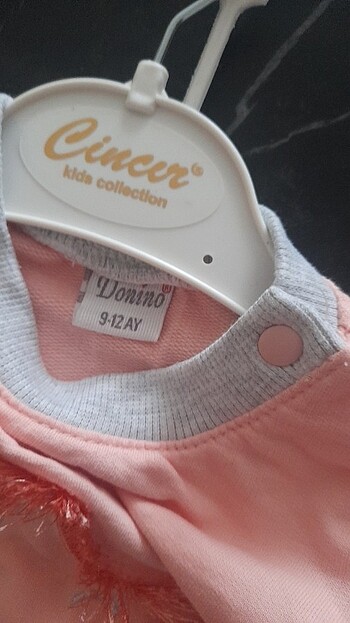 Cincer®
kids collection
Donino®
9-12 AY